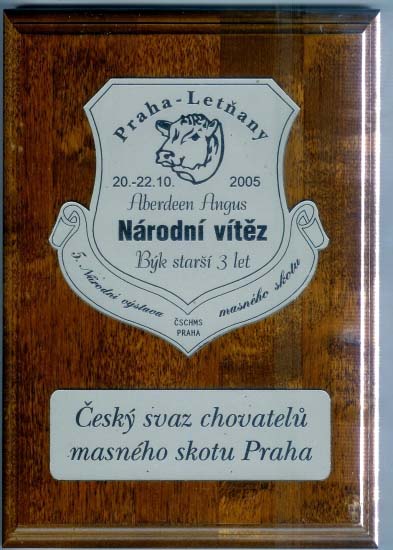 Praha-Letňany
20.-22.10. 2005
Aberdeen Angus
Národní vítěz
Býk starší 3 let
5. Národní výstava masného skotu
ČSCHMS
PRAHA
Český svaz chovatelů
masného skotu Praha